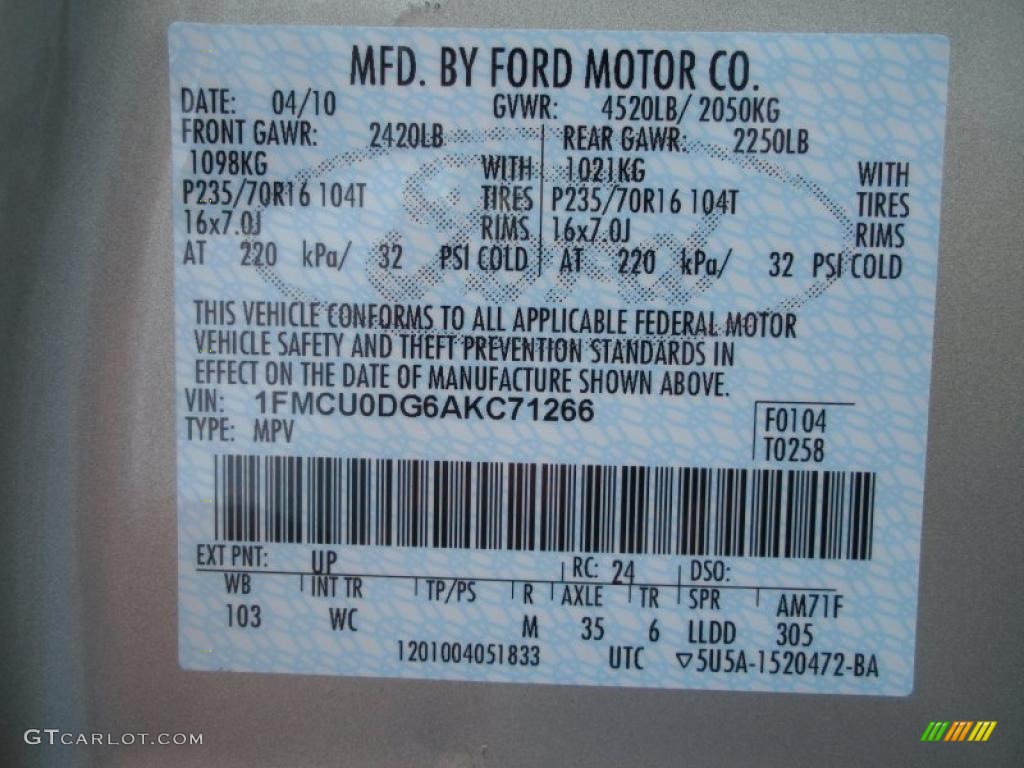 MFD. BY FORD MOTOR CO.
DATE: 04/10 GVWR: 4520LB/ 2050KG
FRONT GAWR: 2420LB REAR GAWR: 2250LB
1098KG WITH 1021KG WITH
P235/70R16 104T TIRES P235/70R16 104T TIRES
16x7.0J RIMS 16x7.0J RIMS
AT 220 kPa/ 32 PSI COLD AT 220 kPa/ 32 PSI COLD
THIS VEHICLE CONFORMS TO ALL APPLICABLE FEDERAL MOTOR
VEHICLE SAFETY AND THEFT PREVENTION STANDARDS IN
EFFECT ON THE DATE OF MANUFACTURE SHOWN ABOVE.
VIN: 1FMCU0DG6AKC71266 F0104
TYPE: MPV T0258
EXT PNT: UP RC: 24 DSO:
WB INT TR TP/PS R AXLE TR SPR AM71F
103 WC M 35 6 LLDD 305
1201004051833 UTC ▽5U5A-1520472-BA
GTCARLOT.COM